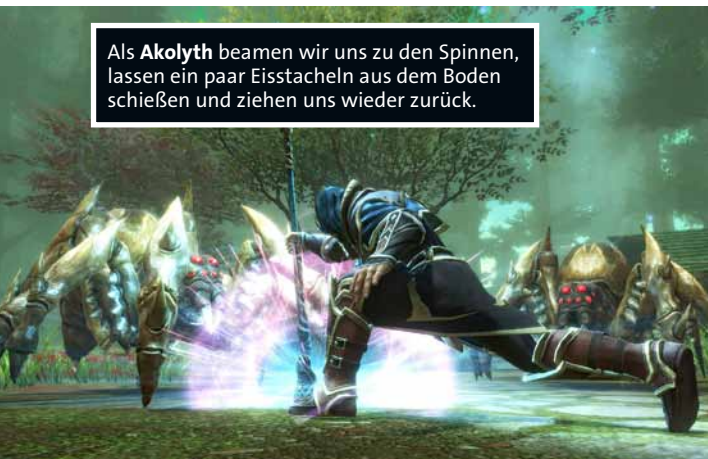 Als Akolyth beamen wir uns zu den Spinnen,
lassen ein paar Eisstacheln aus dem Boden
schießen und ziehen uns wieder zurück.